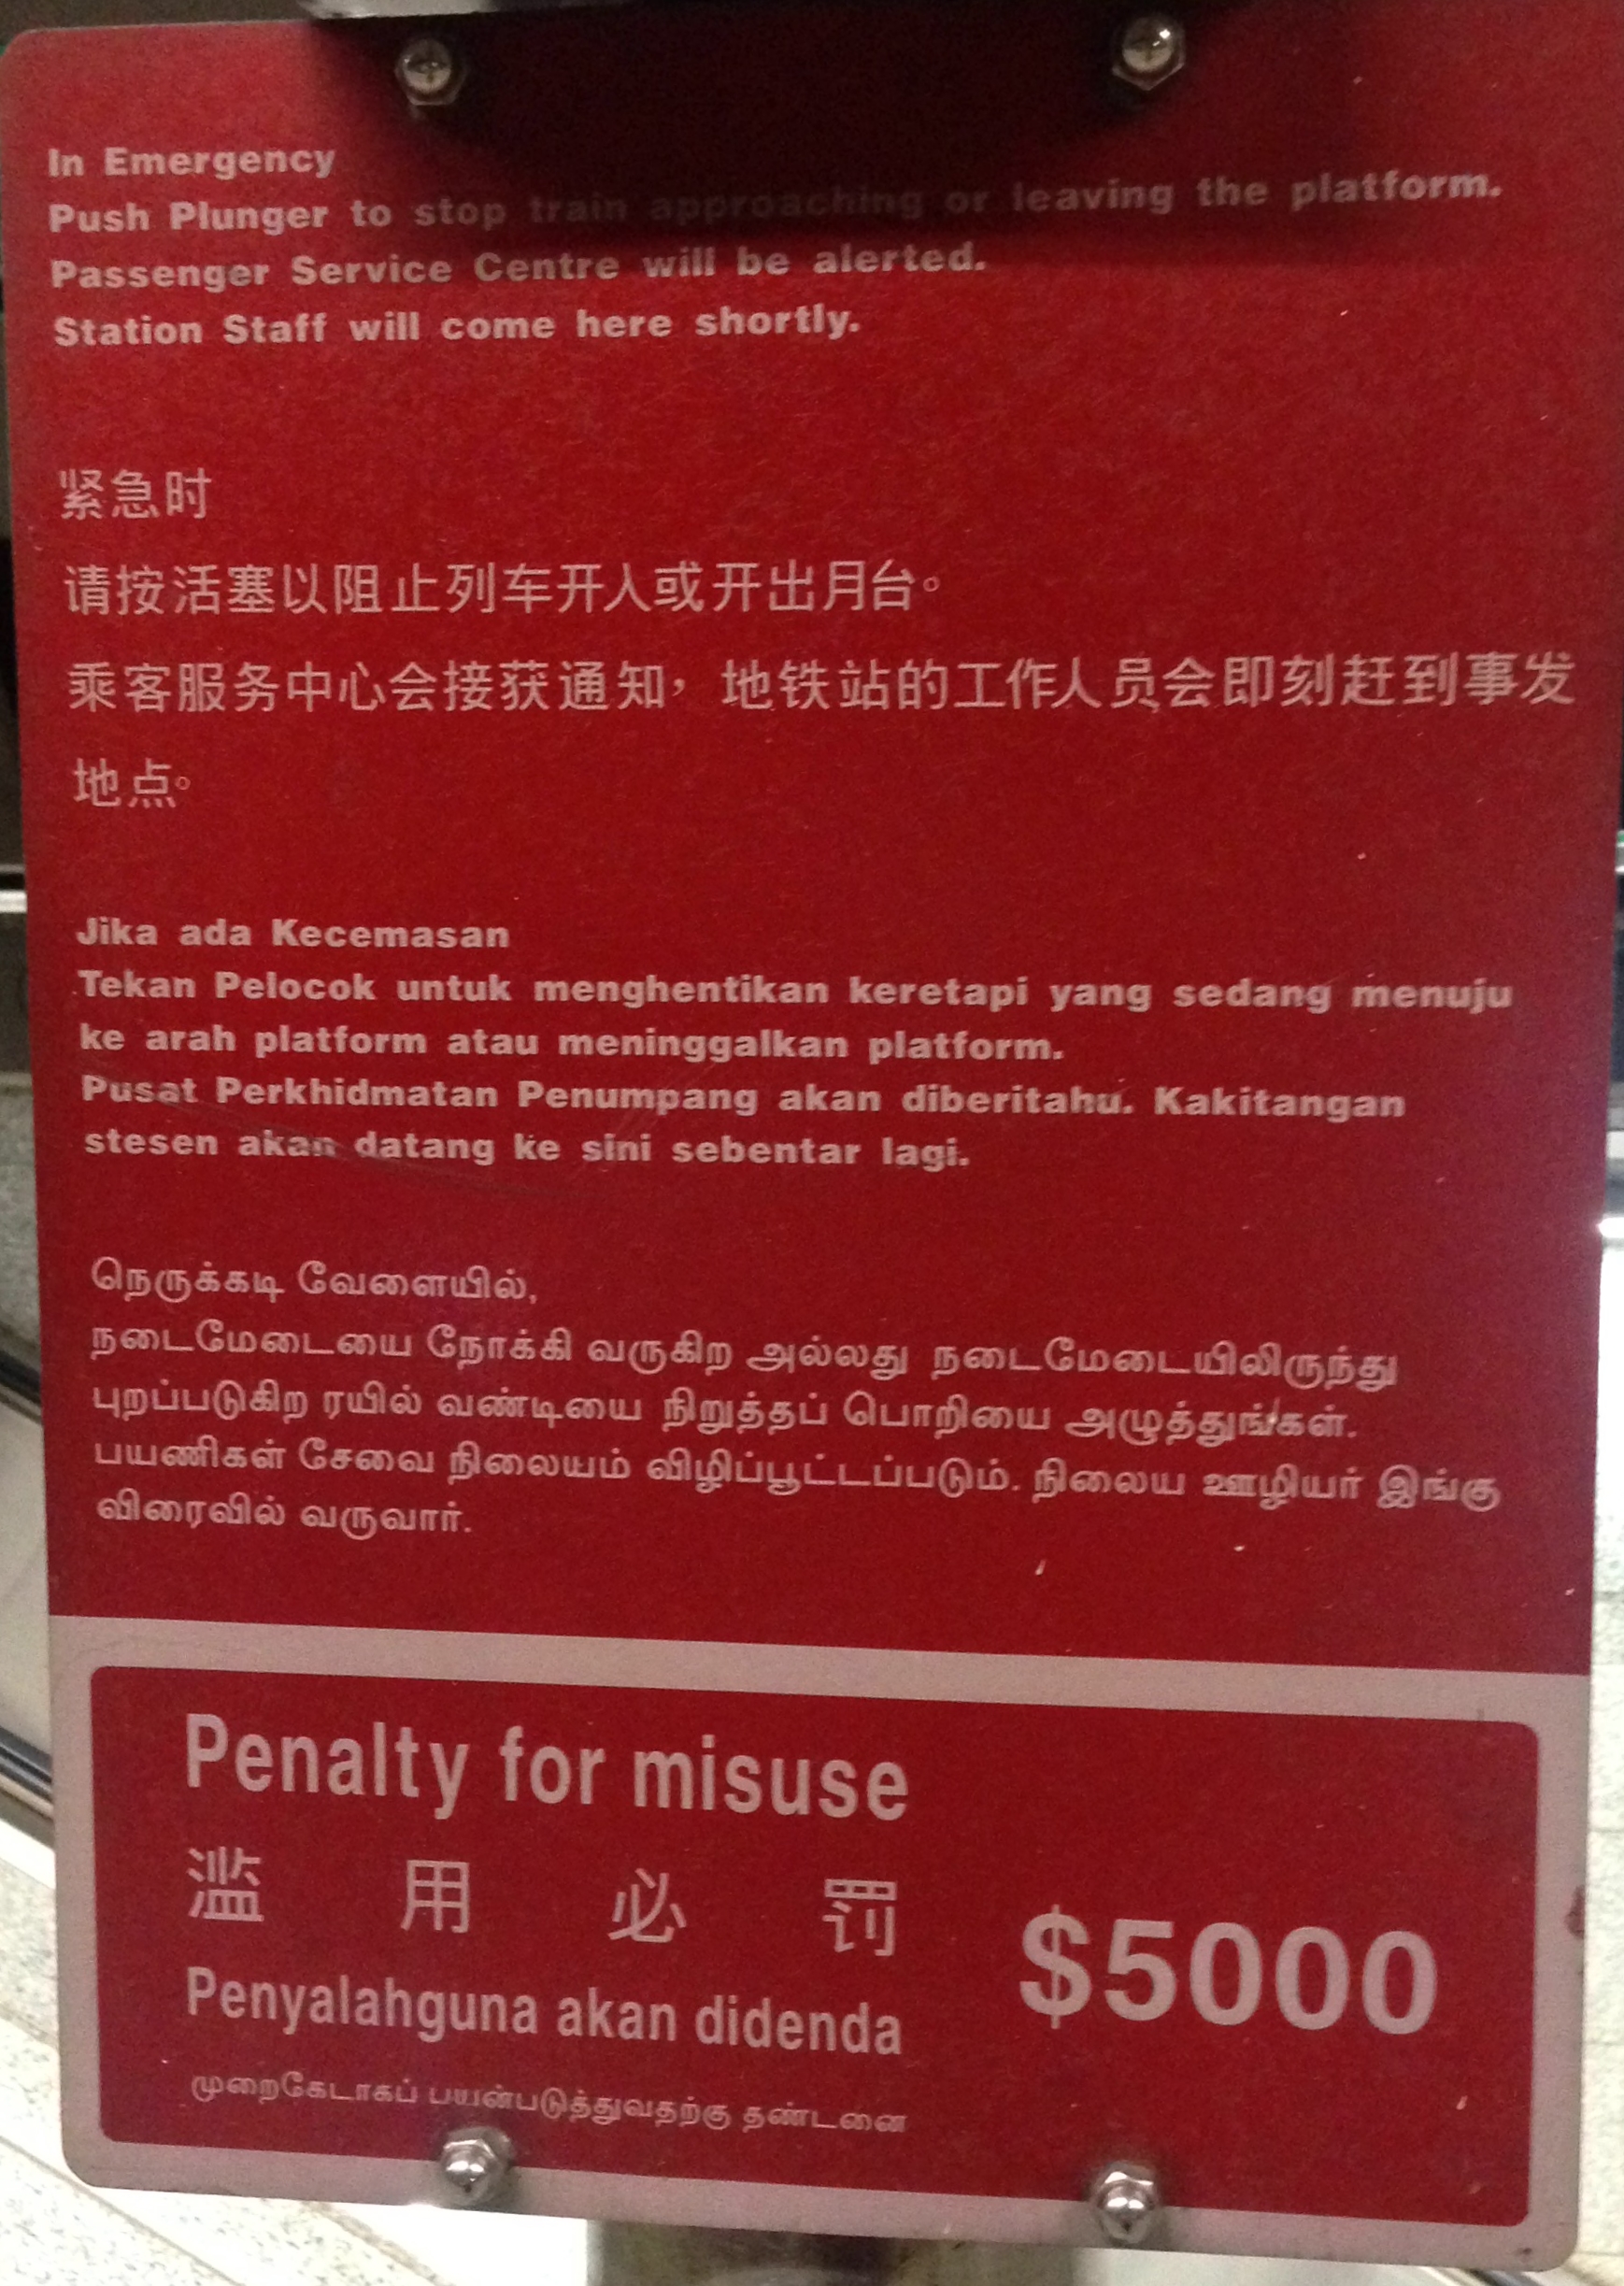 In Emergency
Push Plunger to stop train approaching or leaving the platform.
Passenger Service Centre will be alerted.
Station Staff will come here shortly.
紧急时
请按活塞以阻止列车开入或开出月台。
乘客服务中心会接获通知，地铁站的工作人员会即刻赶到事发
地点。
Jika ada Kecemasan
Tekan Pelocok untuk menghentikan keretapi yang sedang menuju
ke arah platform atau meninggalkan platform.
Pusat Perkhidmatan Penumpang akan diberitahu. Kakitangan
stesen akan datang ke sini sebentar lagi.
நெருக்கடி வேளையில்,
நடைமேடையை நோக்கி வருகிற அல்லது நடைமேடையிலிருந்து
புறப்படுகிற ரயில் வண்டியை நிறுத்தப் பொறியை அழுத்துங்கள்.
பயணிகள் சேவை நிலையம் விழிப்பூட்டப்படும். நிலைய ஊழியர் இங்கு
விரைவில் வருவார்.
Penalty for misuse
滥用必罚
$5000
Penyalahguna akan didenda
முறைகேடாகப் பயன்படுத்துவதற்கு தண்டனை